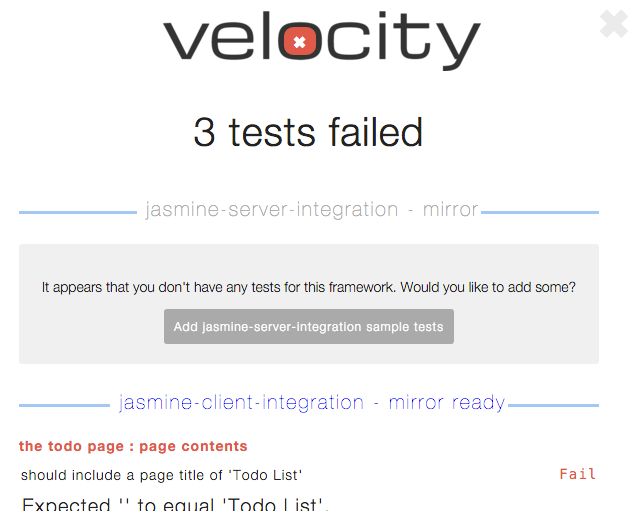 velocity
3 tests failed
jasmine-server-integration - mirror
It appears that you don't have any tests for this framework. Would you like to add some?
Add jasmine-server-integration sample tests
jasmine-client-integration - mirror ready
the todo page : page contents
should include a page title of 'Todo List'
Fail
Expected '' to equal 'Todo List'.